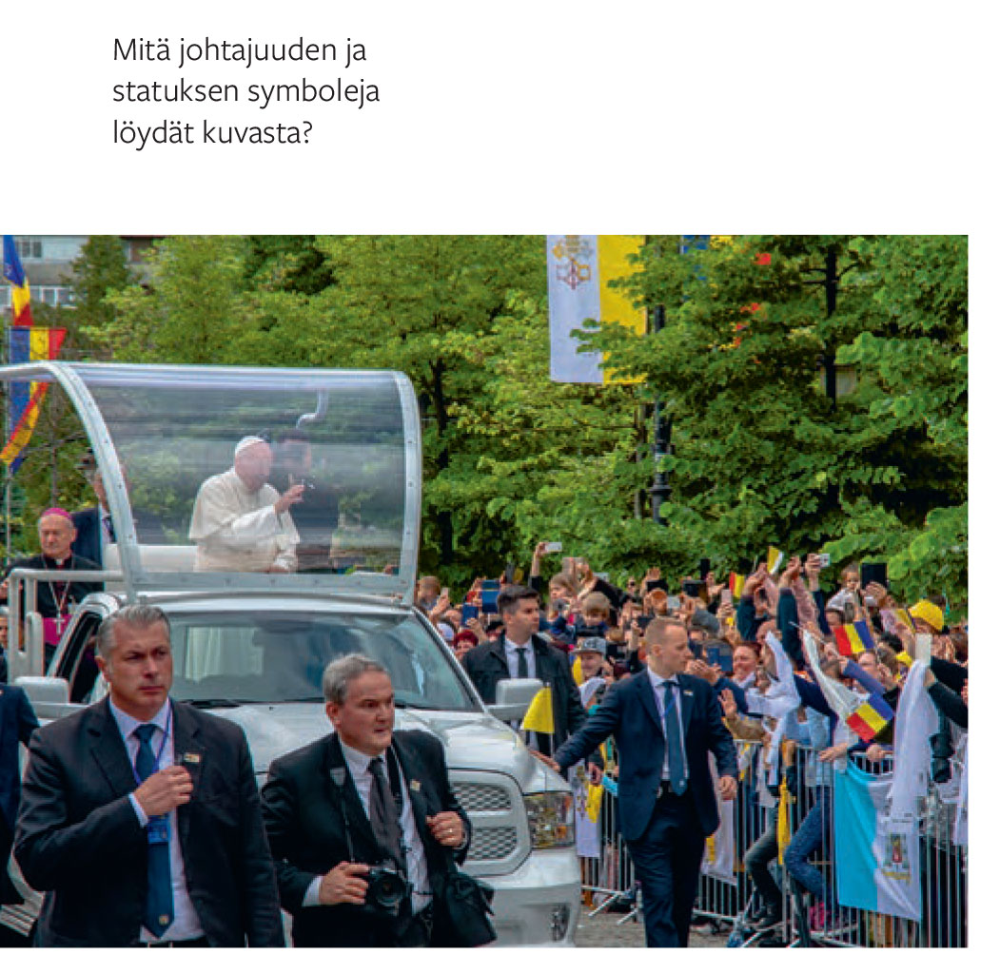 Mitä johtajuuden ja
statuksen symboleja
löydät kuvasta?